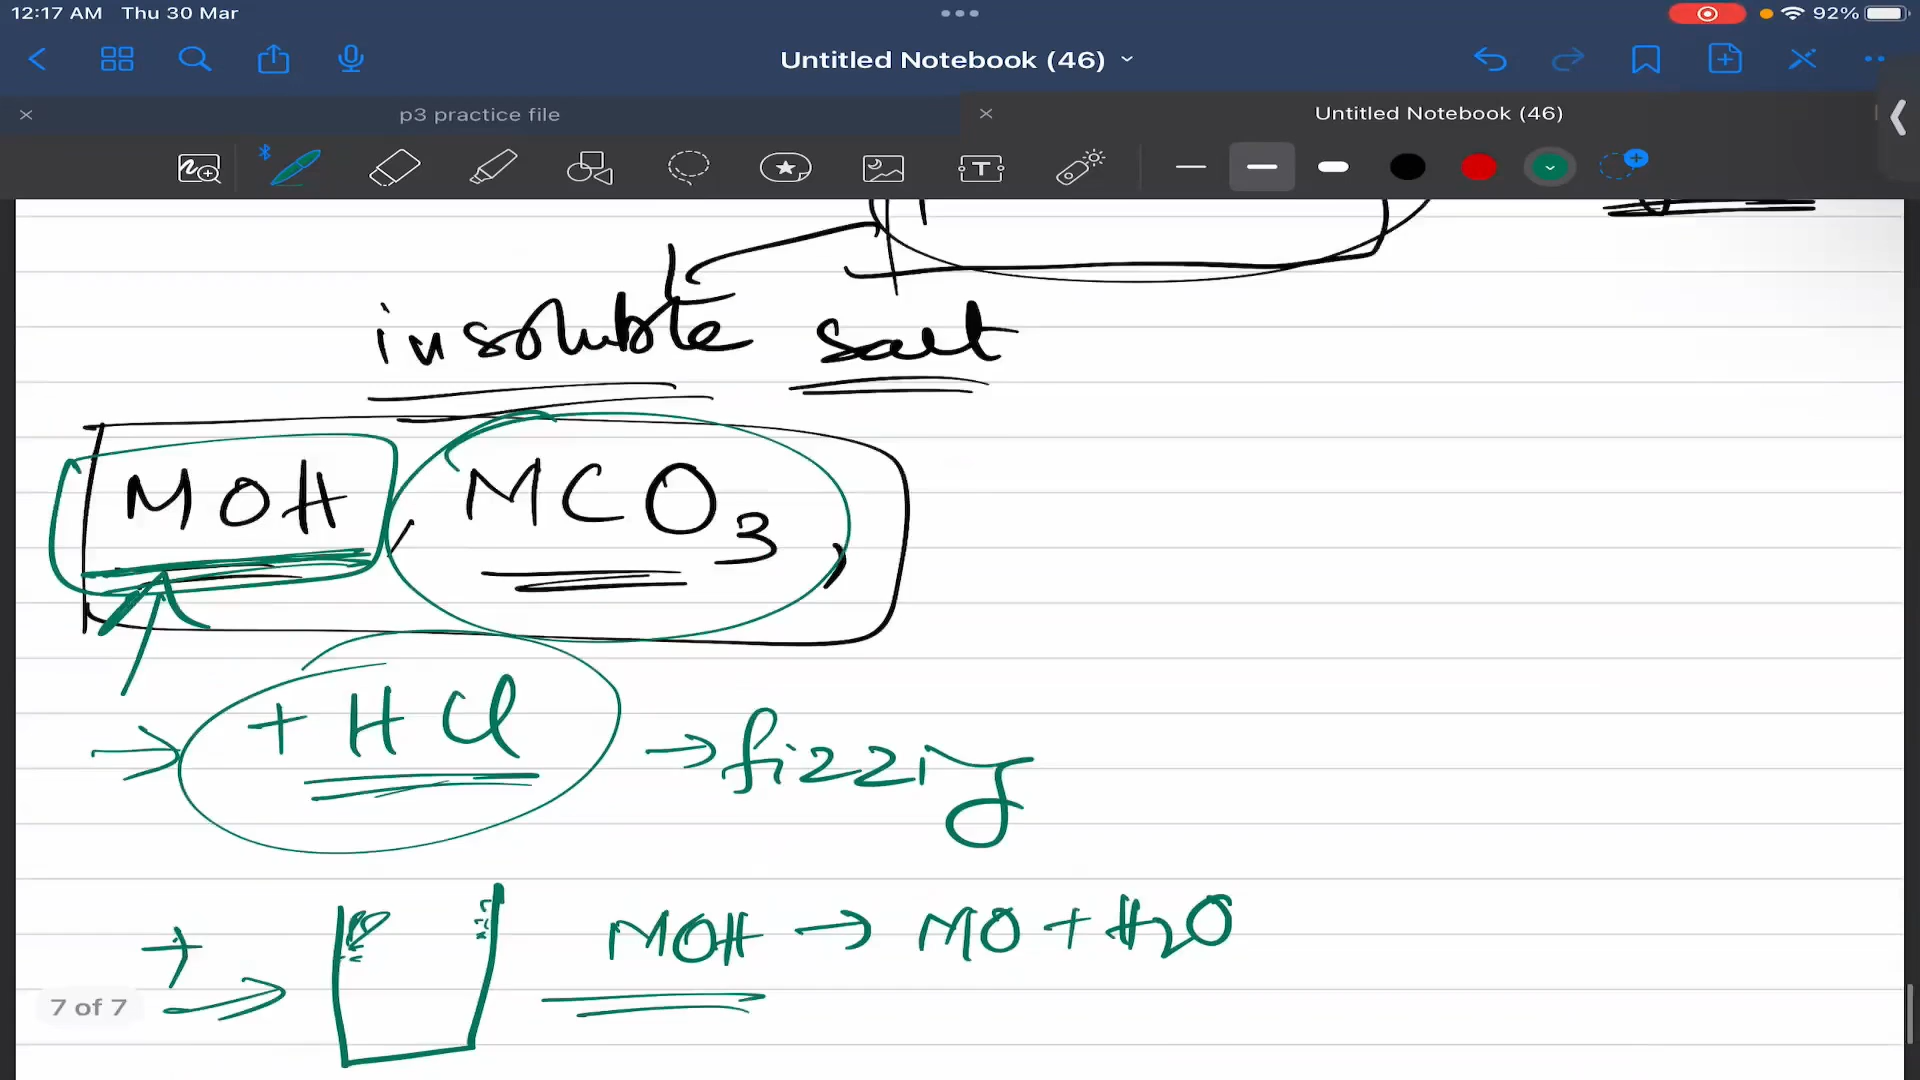 12:17 AM Thu 30 Mar
92%
Untitled Notebook (46)
p3 practice file
Untitled Notebook (46)
T
insoluble salt
MOH, MCO3,
→ + HCl → fizzing
+ → MOH → MO + H2O
7 of 7